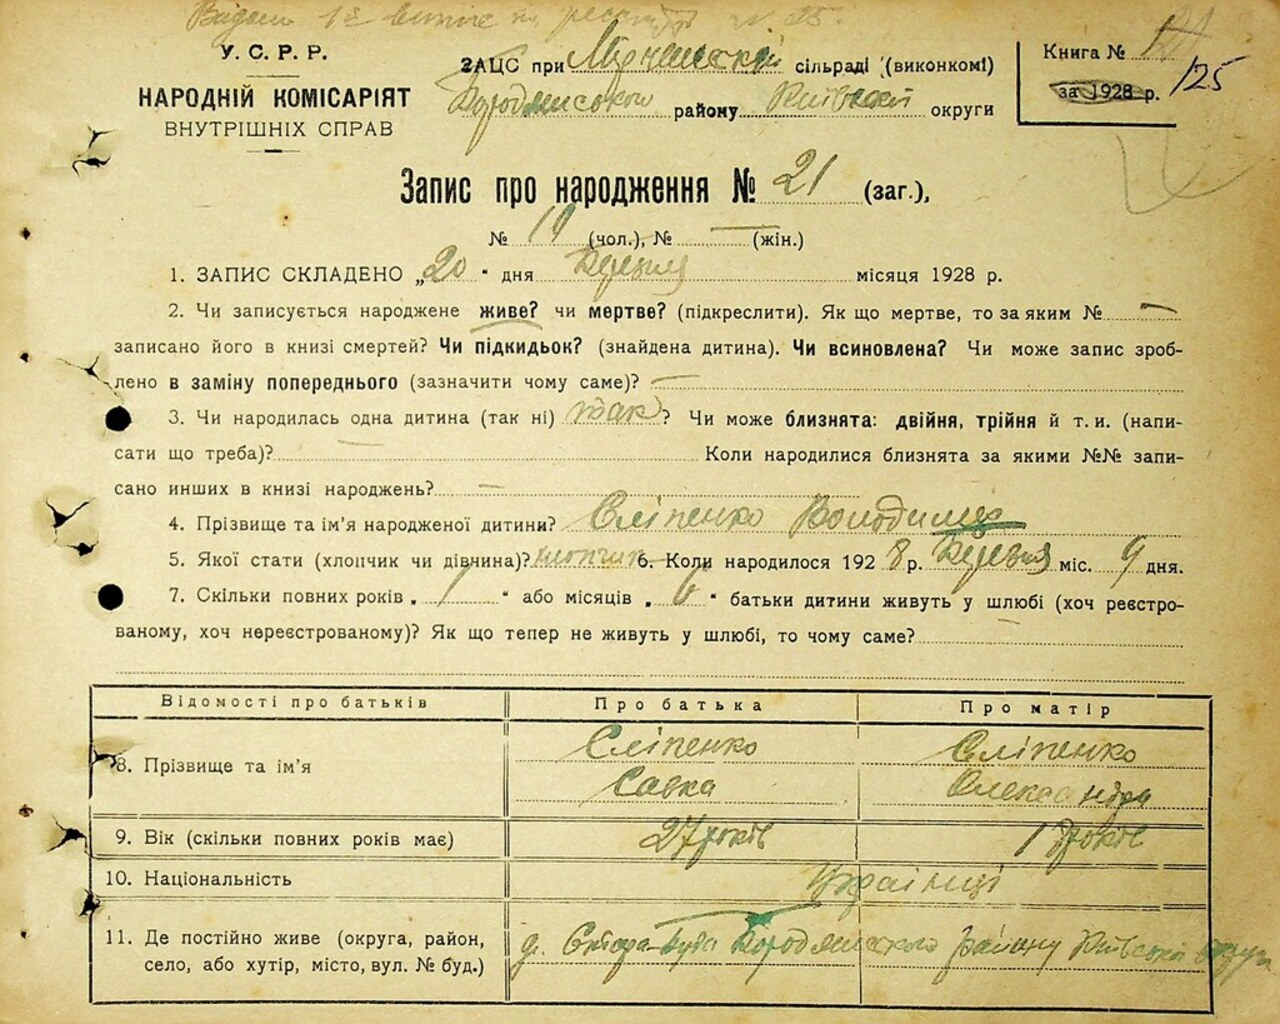 Видано
У. С. Р. Р.
НАРОДНІЙ КОМІСАРІЯТ
ВНУТРІШНІХ СПРАВ
ЗАЦС при сільраді (виконкомі)
Бородянського району Київської округи
Книга № 125
за 1928 р.
Запис про народження № 21 (заг.),
№ 19 (чол.), № — (жін.)
1. ЗАПИС СКЛАДЕНО „20“ дня Березня місяця 1928 р.
2. Чи записується народжене живе? чи мертве? (підкреслити). Як що мертве, то за яким № —
записано його в книзі смертей? Чи підкидьок? (знайдена дитина). Чи всиновлена? Чи може запис зроб-
лено в заміну попереднього (зазначити чому саме)? —
3. Чи народилась одна дитина (так ні) так? Чи може близнята: двійня, трійня й т. и. (напи-
сати що треба)? — Коли народилися близнята за якими №№ запи-
сано инших в книзі народжень? —
4. Прізвище та ім’я народженої дитини? Сліпенко Володимир
5. Якої стати (хлопчик чи дівчина)? хлопчик 6. Коли народилося 1928 р. Березня міс. 9 дня.
7. Скільки повних років „1“ або місяців „6“ батьки дитини живуть у шлюбі (хоч реєстро-
ваному, хоч нереєстрованому)? Як що тепер не живуть у шлюбі, то чому саме? —
Відомості про батьків Про батька Про матір
8. Прізвище та ім’я Сліпенко Сліпенко
Савка Олександра
9. Вік (скільки повних років має) 27 років років
10. Національність Українці
11. Де постійно живе (округа, район,
село, або хутір, місто, вул. № буд.) Буда Бородянського району Київської округи